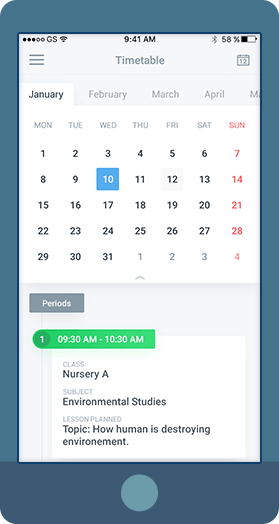 GS 9:41 AM 58 %
Timetable 12
January February March April Ma
MON TUE WED THU FRI SAT SUN
1 2 3 4 5 6 7
8 9 10 11 12 13 14
15 16 17 18 19 20 21
22 23 24 25 26 27 28
29 30 31 1 2 3 4
Periods
1 09:30 AM - 10:30 AM
CLASS
Nursery A
SUBJECT
Environmental Studies
LESSON PLANNED
Topic: How human is destroying
environement.